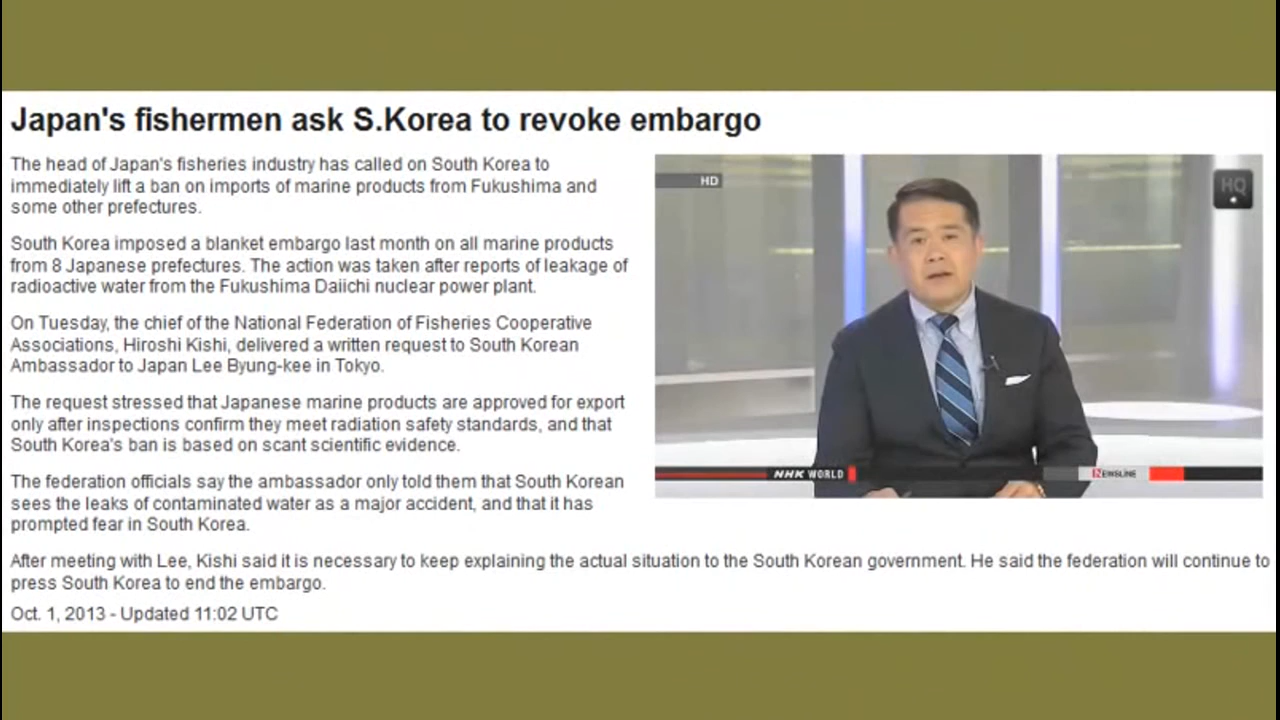 Japan's fishermen ask S.Korea to revoke embargo
The head of Japan's fisheries industry has called on South Korea to
immediately lift a ban on imports of marine products from Fukushima and
some other prefectures.
South Korea imposed a blanket embargo last month on all marine products
from 8 Japanese prefectures. The action was taken after reports of leakage of
radioactive water from the Fukushima Daiichi nuclear power plant.
On Tuesday, the chief of the National Federation of Fisheries Cooperative
Associations, Hiroshi Kishi, delivered a written request to South Korean
Ambassador to Japan Lee Byung-kee in Tokyo.
The request stressed that Japanese marine products are approved for export
only after inspections confirm they meet radiation safety standards, and that
South Korea's ban is based on scant scientific evidence.
The federation officials say the ambassador only told them that South Korean
sees the leaks of contaminated water as a major accident, and that it has
prompted fear in South Korea.
After meeting with Lee, Kishi said it is necessary to keep explaining the actual situation to the South Korean government. He said the federation will continue to
press South Korea to end the embargo.
Oct. 1, 2013 - Updated 11:02 UTC
HD
HQ
NHK WORLD
NEWSLINE